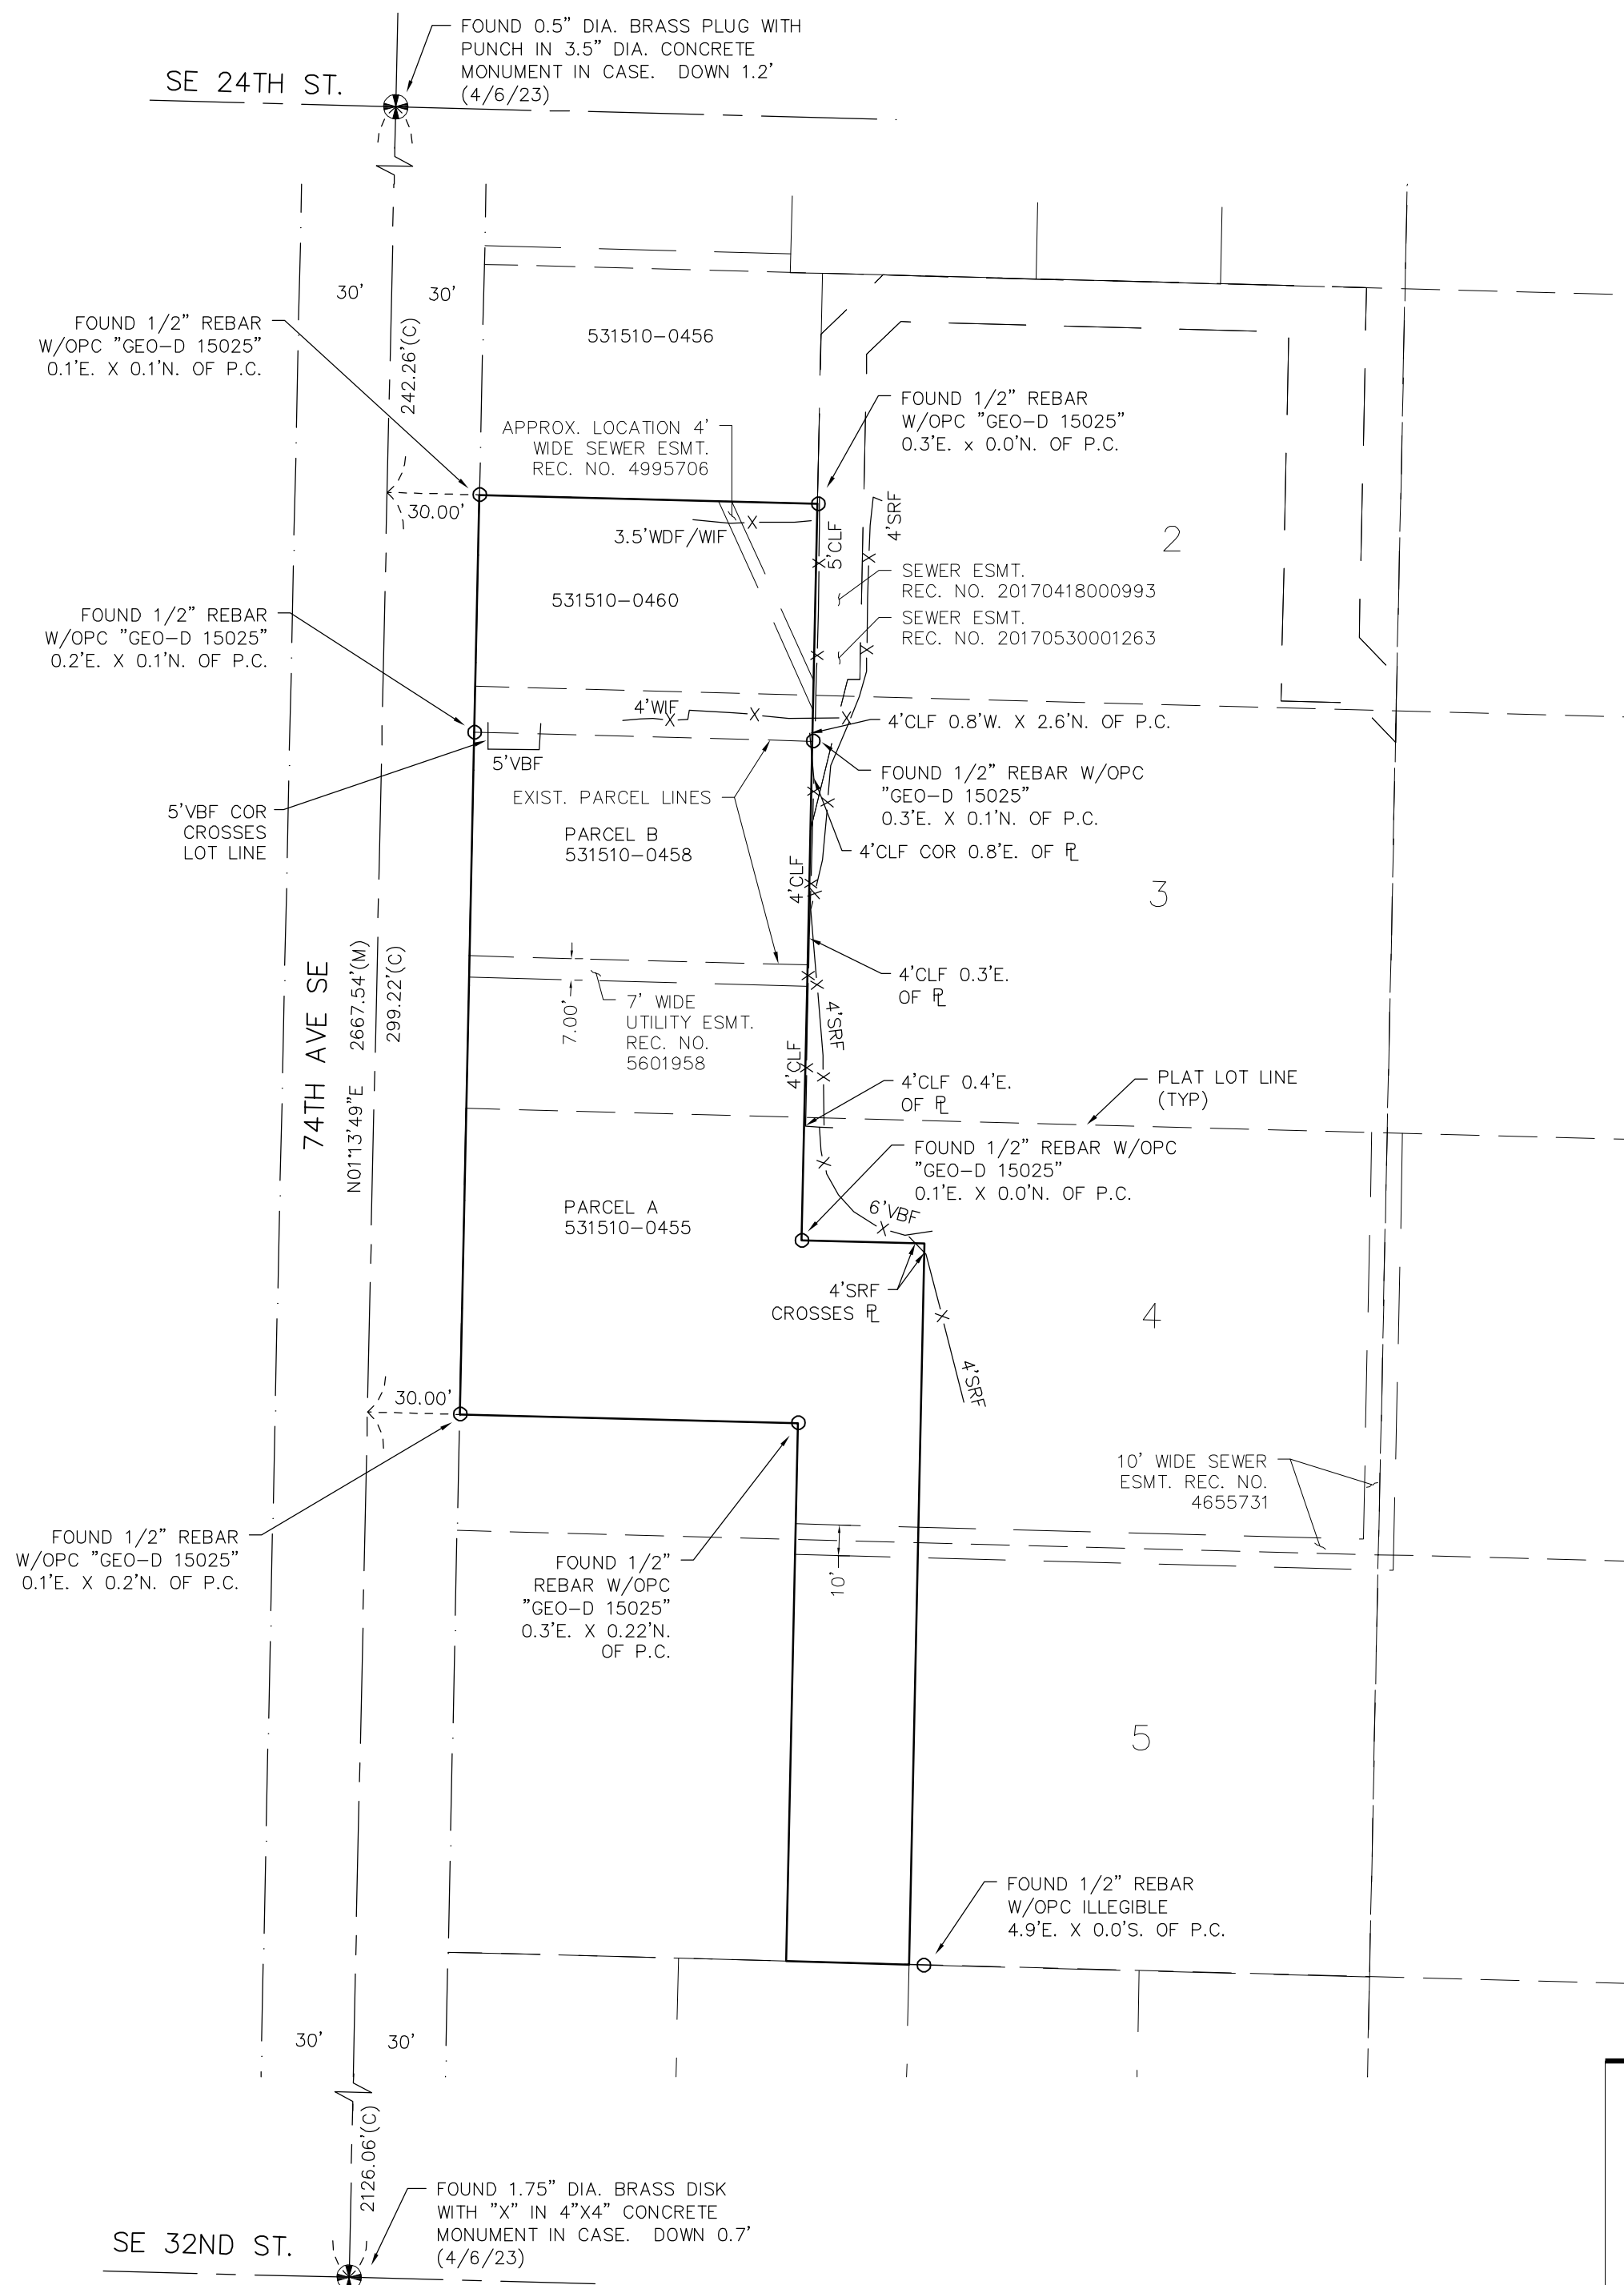 FOUND 0.5" DIA. BRASS PLUG WITH
PUNCH IN 3.5" DIA. CONCRETE
MONUMENT IN CASE. DOWN 1.2'
(4/6/23)
SE 24TH ST.
30'
30'
242.26'(C)
FOUND 1/2" REBAR
W/OPC "GEO-D 15025"
0.1'E. X 0.1'N. OF P.C.
531510-0456
FOUND 1/2" REBAR
W/OPC "GEO-D 15025"
0.3'E. x 0.0'N. OF P.C.
APPROX. LOCATION 4'
WIDE SEWER ESMT.
REC. NO. 4995706
30.00'
3.5'WDF/WIF
5'CLF
4'SRF
2
SEWER ESMT.
REC. NO. 20170418000993
531510-0460
SEWER ESMT.
REC. NO. 20170530001263
FOUND 1/2" REBAR
W/OPC "GEO-D 15025"
0.2'E. X 0.1'N. OF P.C.
4'WIF
4'CLF 0.8'W. X 2.6'N. OF P.C.
5'VBF
FOUND 1/2" REBAR W/OPC
"GEO-D 15025"
0.3'E. X 0.1'N. OF P.C.
EXIST. PARCEL LINES
5'VBF COR
CROSSES
LOT LINE
PARCEL B
531510-0458
4'CLF COR 0.8'E. OF PL
4'CLF
3
74TH AVE SE
N01°13'49"E 2667.54'(M)
299.22'(C)
4'CLF 0.3'E.
OF PL
7.00'
7' WIDE
UTILITY ESMT.
REC. NO.
5601958
4'SRF
4'CLF
4'CLF 0.4'E.
OF PL
PLAT LOT LINE
(TYP)
FOUND 1/2" REBAR W/OPC
"GEO-D 15025"
0.1'E. X 0.0'N. OF P.C.
PARCEL A
531510-0455
6'VBF
4'SRF
CROSSES PL
4
4'SRF
30.00'
10' WIDE SEWER
ESMT. REC. NO.
4655731
FOUND 1/2" REBAR
W/OPC "GEO-D 15025"
0.1'E. X 0.2'N. OF P.C.
FOUND 1/2"
REBAR W/OPC
"GEO-D 15025"
0.3'E. X 0.22'N.
OF P.C.
10'
5
FOUND 1/2" REBAR
W/OPC ILLEGIBLE
4.9'E. X 0.0'S. OF P.C.
30'
30'
2126.06'(C)
FOUND 1.75" DIA. BRASS DISK
WITH "X" IN 4"X4" CONCRETE
MONUMENT IN CASE. DOWN 0.7'
(4/6/23)
SE 32ND ST.